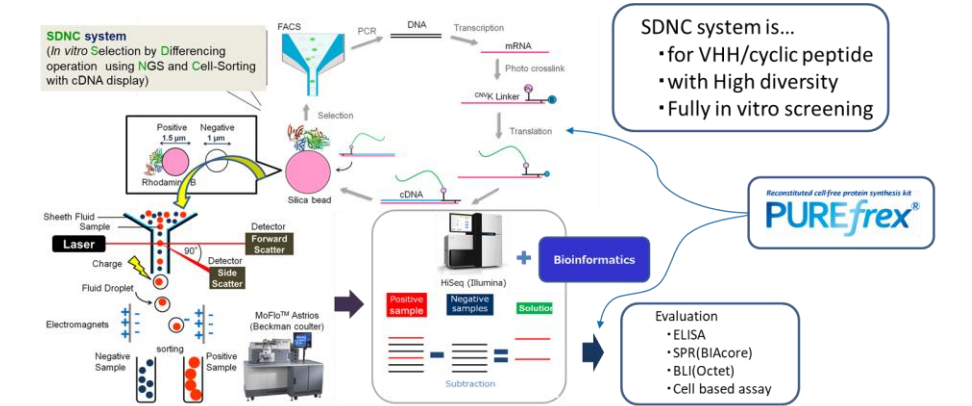 SDNC system
(In vitro Selection by Differencing
operation using NGS and Cell-Sorting
with cDNA display)
FACS
PCR
DNA
Transcription
mRNA
Photo crosslink
CNVK Linker
Pu
B
Translation
Selection
Silica bead
cDNA
Positive
1.5 μm
Negative
1 μm
Rhodamine B
SDNC system is...
・for VHH/cyclic peptide
・with High diversity
・Fully in vitro screening
Reconstituted cell-free protein synthesis kit
PUREfrex®
Sheeth Fluid
Sample
Laser
90°
Detector
Forward
Scatter
Detector
Side
Scatter
Charge
Fluid Droplet
Electromagnets
sorting
Negative
Sample
Positive
Sample
MoFlo™ Astrios
(Beckman coulter)
HiSeq (Illumina)
Bioinformatics
Positive
sample
Negative
samples
Solution
Subtraction
Evaluation
・ELISA
・SPR(BIAcore)
・BLI(Octet)
・Cell based assay